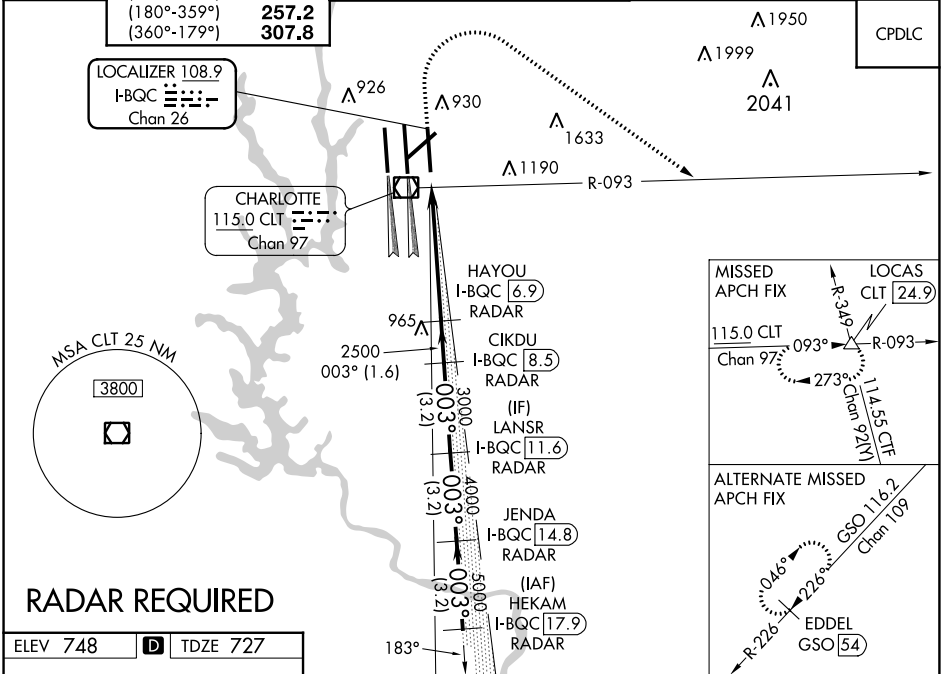 (180°-359°) 257.2
(360°-179°) 307.8
CPDLC
LOCALIZER 108.9
I-BQC
Chan 26
926
930
1950
1999
2041
1633
1190
R-093
CHARLOTTE
115.0 CLT
Chan 97
HAYOU
I-BQC 6.9
RADAR
965
2500
003° (1.6)
CIKDU
I-BQC 8.5
RADAR
3000
003°
(3.2)
(IF)
LANSR
I-BQC 11.6
RADAR
4000
003°
(3.2)
JENDA
I-BQC 14.8
RADAR
5000
003°
(3.2)
(IAF)
HEKAM
I-BQC 17.9
RADAR
183°
MSA CLT 25 NM
3800
MISSED
APCH FIX
LOCAS
CLT 24.9
R-349
115.0 CLT
Chan 97
093°
R-093
273°
114.55 CTF
Chan 92(Y)
ALTERNATE MISSED
APCH FIX
GSO 116.2
Chan 109
046°
226°
R-226
EDDEL
GSO 54
RADAR REQUIRED
ELEV 748 D TDZE 727